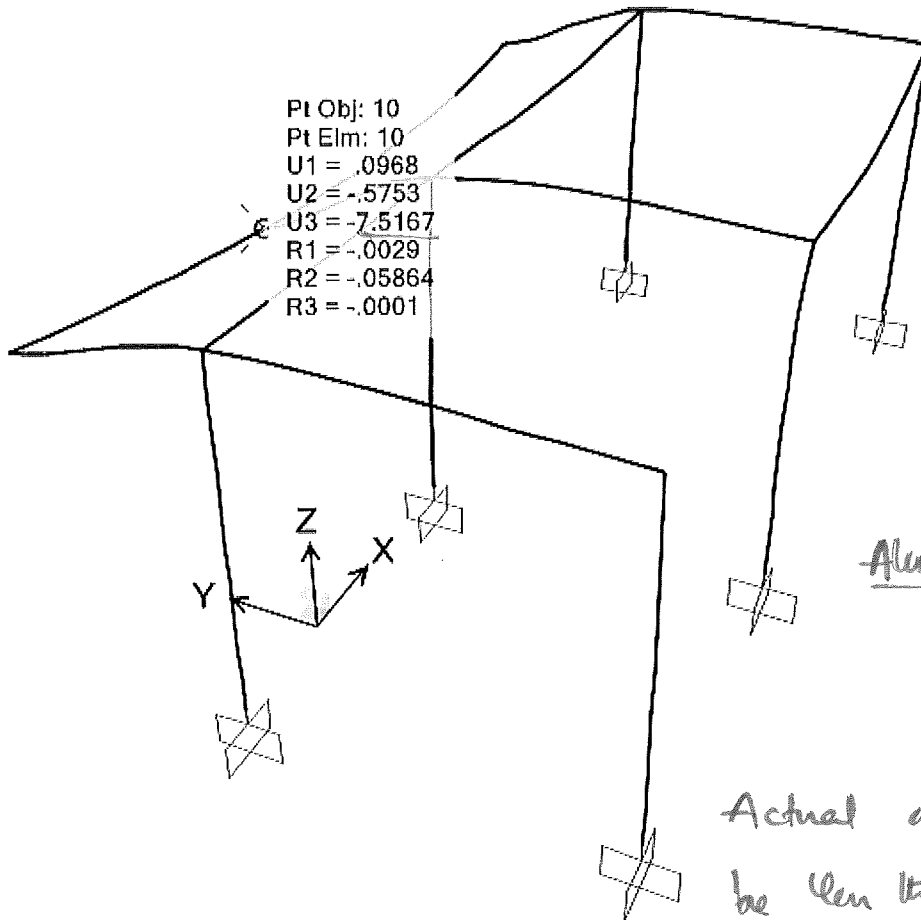 Pt Obj: 10
Pt Elm: 10
U1 = .0968
U2 = -.5753
U3 = -7.5167
R1 = -.0029
R2 = -.05864
R3 = -.0001
Z
X
Y
Actual
be